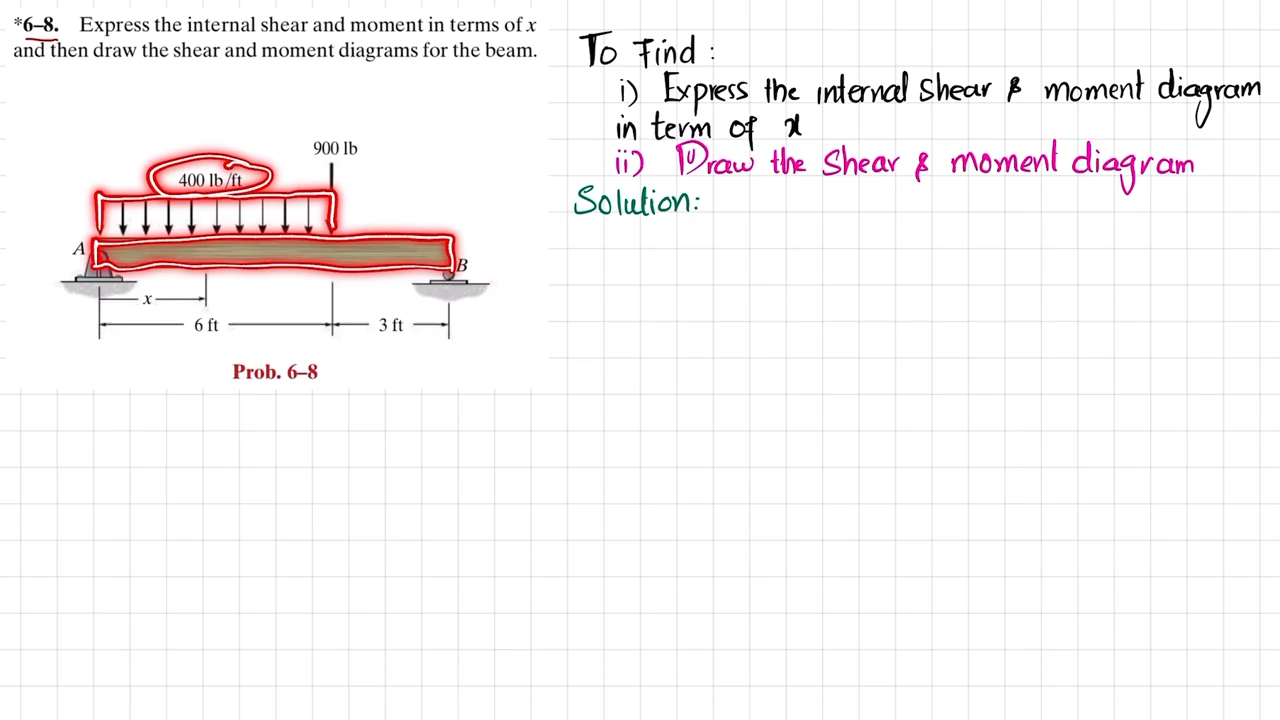 *6–8. Express the internal shear and moment in terms of x
and then draw the shear and moment diagrams for the beam.
900 lb
400 lb/ft
A
B
x
6 ft
3 ft
Prob. 6–8
To Find :
i) Express the internal shear & moment diagram
in term of x
ii) Draw the shear & moment diagram
Solution: